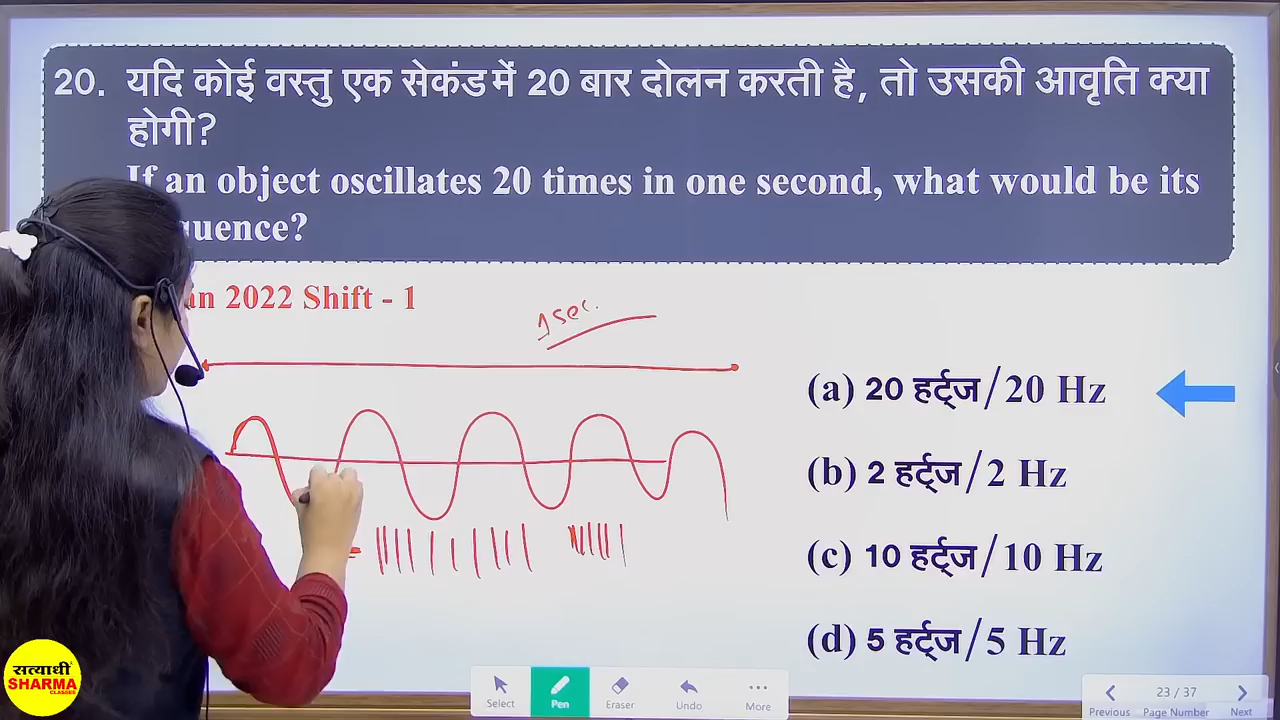 20. यदि कोई वस्तु एक सेकंड में 20 बार दोलन करती है, तो उसकी आवृति क्या
होगी?
If an object oscillates 20 times in one second, what would be its
2022 Shift - 1
1 sec.
(a) 20 हर्ट्ज/20 Hz
(b) 2 हर्ट्ज/2 Hz
(c) 10 हर्ट्ज/10 Hz
(d) 5 हर्ट्ज/5 Hz
सत्यार्थी
SHARMA
CLASSES
Select Pen Eraser Undo More
23 / 37
Previous Page Number Next